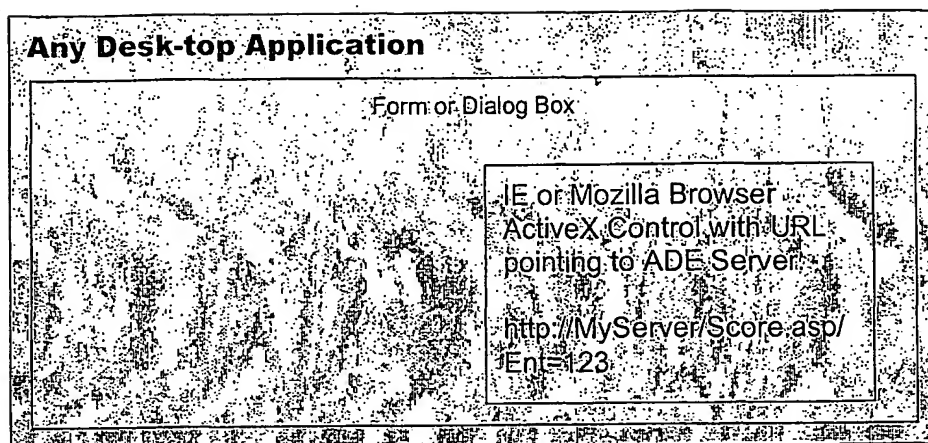 Any Desk-top Application
Form or Dialog Box
IE or Mozilla Browser
ActiveX Control with URL
pointing to ADE Server
http://MyServer/Score.asp/
Ent=123